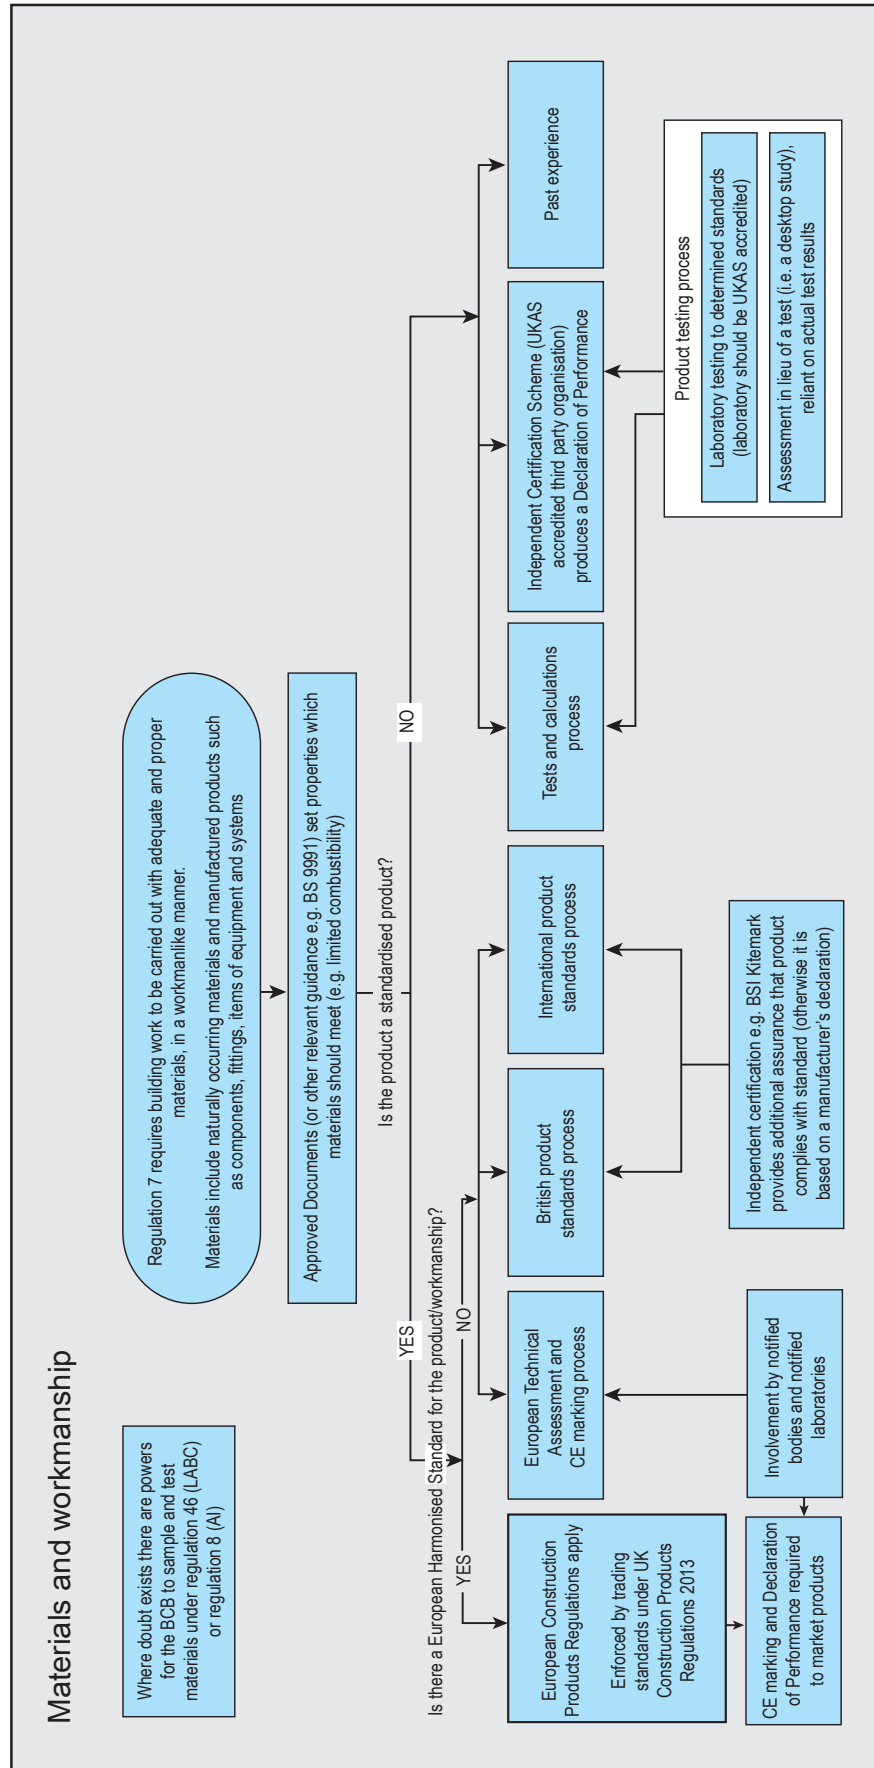 Materials and workmanship
Where doubt exists there are powers
for the BCB to sample and test
materials under regulation 46 (LABC)
or regulation 8 (AI)
Regulation 7 requires building work to be carried out with adequate and proper
materials, in a workmanlike manner.
Materials include naturally occurring materials and manufactured products such
as components, fittings, items of equipment and systems
Approved Documents (or other relevant guidance e.g. BS 9991) set properties which
materials should meet (e.g. limited combustibility)
Is the product a standardised product?
YES
NO
Is there a European Harmonised Standard for the product/workmanship?
YES
NO
European Construction
Products Regulations apply
Enforced by trading
standards under UK
Construction Products
Regulations 2013
European Technical
Assessment and
CE marking process
British product
standards process
International product
standards process
Tests and calculations
process
Independent Certification Scheme (UKAS
accredited third party organisation)
produces a Declaration of Performance
Past experience
CE marking and Declaration
of Performance required
to market products
Involvement by notified
bodies and notified
laboratories
Independent certification e.g. BSI Kitemark
provides additional assurance that product
complies with standard (otherwise it is
based on a manufacturer's declaration)
Product testing process
Laboratory testing to determined standards
(laboratory should be UKAS accredited)
Assessment in lieu of a test (i.e. a desktop study),
reliant on actual test results